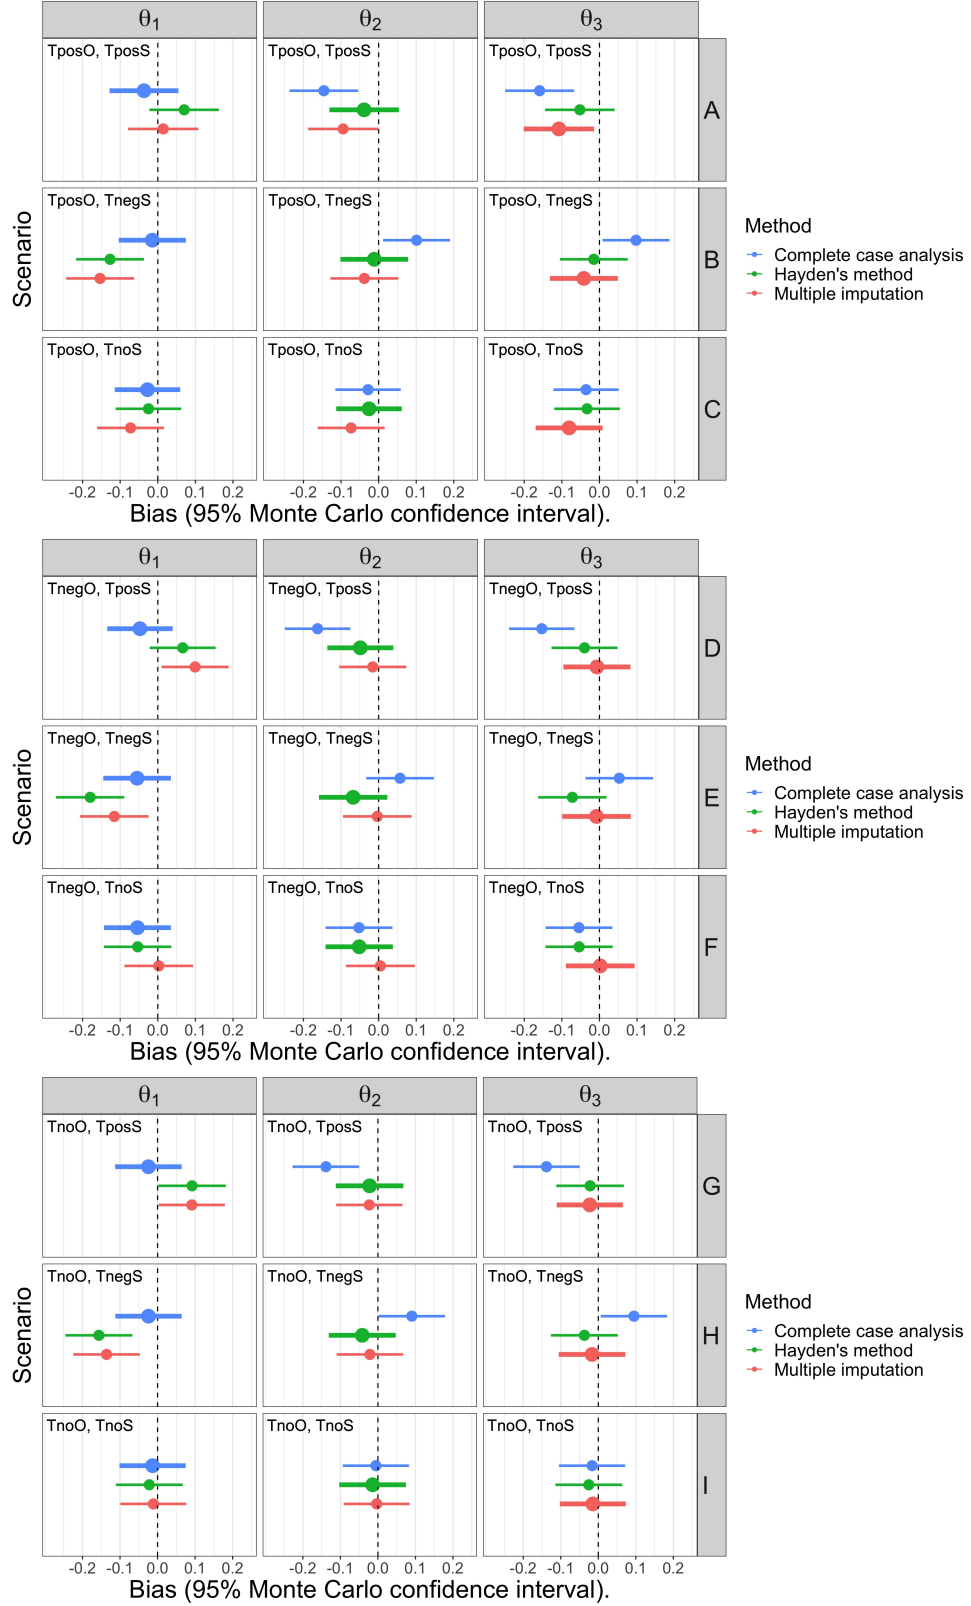 θ1 θ2 θ3
TposO, TposS TposO, TposS TposO, TposS
A
TposO, TnegS TposO, TnegS TposO, TnegS
B
TposO, TnoS TposO, TnoS TposO, TnoS
C
Scenario
-0.2 -0.1 0.0 0.1 0.2 -0.2 -0.1 0.0 0.1 0.2 -0.2 -0.1 0.0 0.1 0.2
Bias (95% Monte Carlo confidence interval).
Method
Complete case analysis
Hayden's method
Multiple imputation
θ1 θ2 θ3
TnegO, TposS TnegO, TposS TnegO, TposS
D
TnegO, TnegS TnegO, TnegS TnegO, TnegS
E
TnegO, TnoS TnegO, TnoS TnegO, TnoS
F
Scenario
-0.2 -0.1 0.0 0.1 0.2 -0.2 -0.1 0.0 0.1 0.2 -0.2 -0.1 0.0 0.1 0.2
Bias (95% Monte Carlo confidence interval).
Method
Complete case analysis
Hayden's method
Multiple imputation
θ1 θ2 θ3
TnoO, TposS TnoO, TposS TnoO, TposS
G
TnoO, TnegS TnoO, TnegS TnoO, TnegS
H
TnoO, TnoS TnoO, TnoS TnoO, TnoS
I
Scenario
-0.2 -0.1 0.0 0.1 0.2 -0.2 -0.1 0.0 0.1 0.2 -0.2 -0.1 0.0 0.1 0.2
Bias (95% Monte Carlo confidence interval).
Method
Complete case analysis
Hayden's method
Multiple imputation